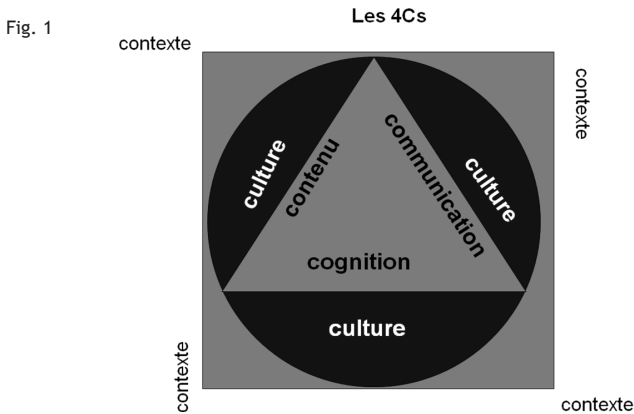 Les 4Cs
Fig. 1
contexte
contexte
culture
contenu
communication
culture
cognition
culture
contexte
contexte